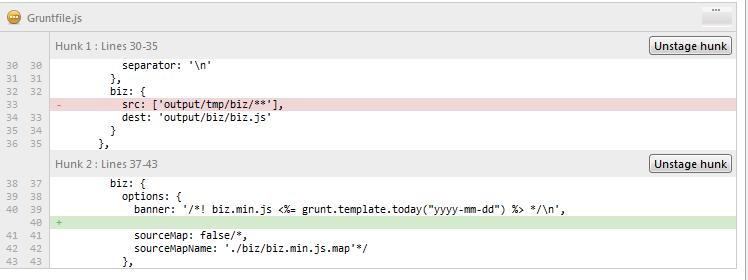 Gruntfile.js
Hunk 1 : Lines 30-35 Unstage hunk
30 30 separator: '\n'
31 31 },
32 32 biz: {
33 - src: ['output/tmp/biz/**'],
34 33 dest: 'output/biz/biz.js'
35 34 }
36 35 },
Hunk 2 : Lines 37-43 Unstage hunk
38 37 biz: {
39 38 options: {
40 39 banner: '/*! biz.min.js <%= grunt.template.today("yyyy-mm-dd") %> */\n',
40 +
41 41 sourceMap: false/*,
42 42 sourceMapName: './biz/biz.min.js.map'*/
43 43 },